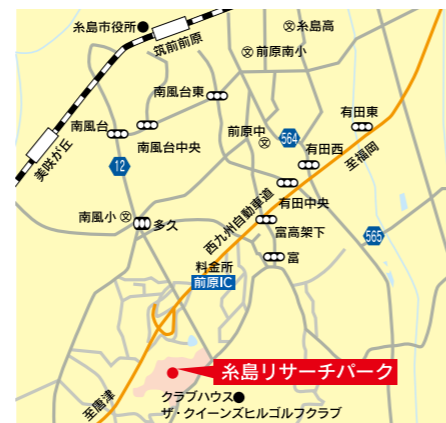 糸島市役所
糸島高
筑前前原
前原南小
南風台東
有田東
南風台
前原中
564
南風台中央
有田西
至福岡
美咲が丘
12
有田中央
南風小
多久
西九州自動車道
富高架下
565
料金所
富
前原IC
糸島リサーチパーク
至唐津
クラブハウス
ザ・クイーンズヒルゴルフクラブ